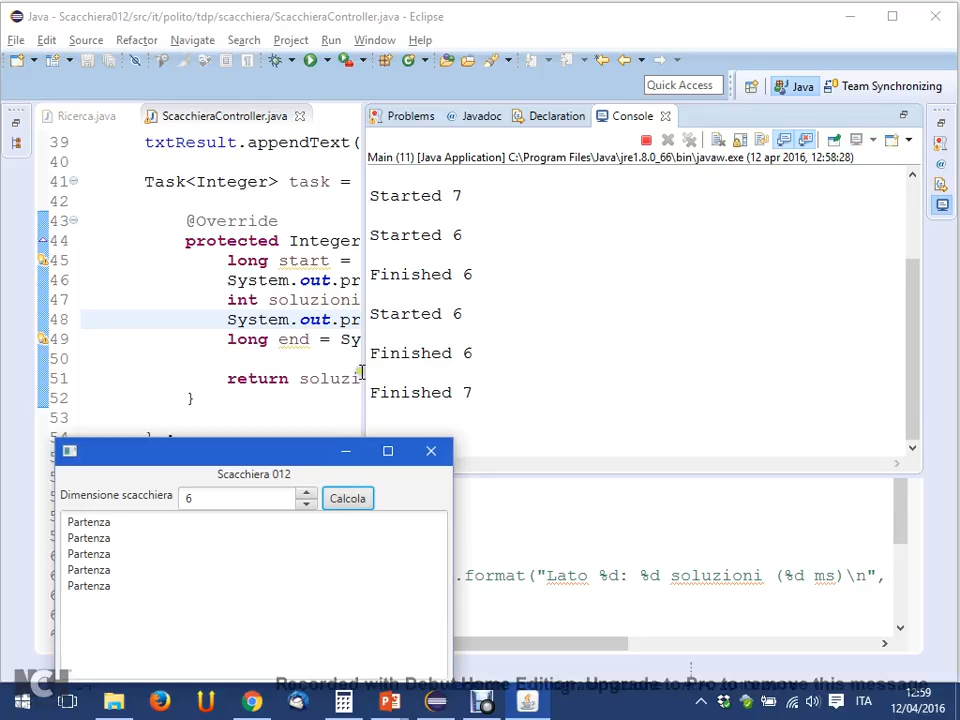 Java - Scacchiera012/src/it/polito/tdp/scacchiera/ScacchieraController.java - Eclipse
File Edit Source Refactor Navigate Search Project Run Window Help
Quick Access
Java
Team Synchronizing
Ricerca.java
ScacchieraController.java
39 txtResult.appendText(
40
41 Task<Integer> task =
42
43 @Override
44 protected Integer
45 long start =
46 System.out.pr
47 int soluzioni
48 System.out.pr
49 long end = Sy
50
51 return soluzi
52 }
53
54 } ;
Problems
Javadoc
Declaration
Console
Main (11) [Java Application] C:\Program Files\Java\jre1.8.0_66\bin\javaw.exe (12 apr 2016, 12:58:28)
Started 7
Started 6
Finished 6
Started 6
Finished 6
Finished 7
.format("Lato %d: %d soluzioni (%d ms)\n",
Scacchiera 012
Dimensione scacchiera 6 Calcola
Partenza
Partenza
Partenza
Partenza
Partenza
NCH
Recorded with Debut Home Edition. Upgrade to Pro to remove this message
ITA
12:59
12/04/2016